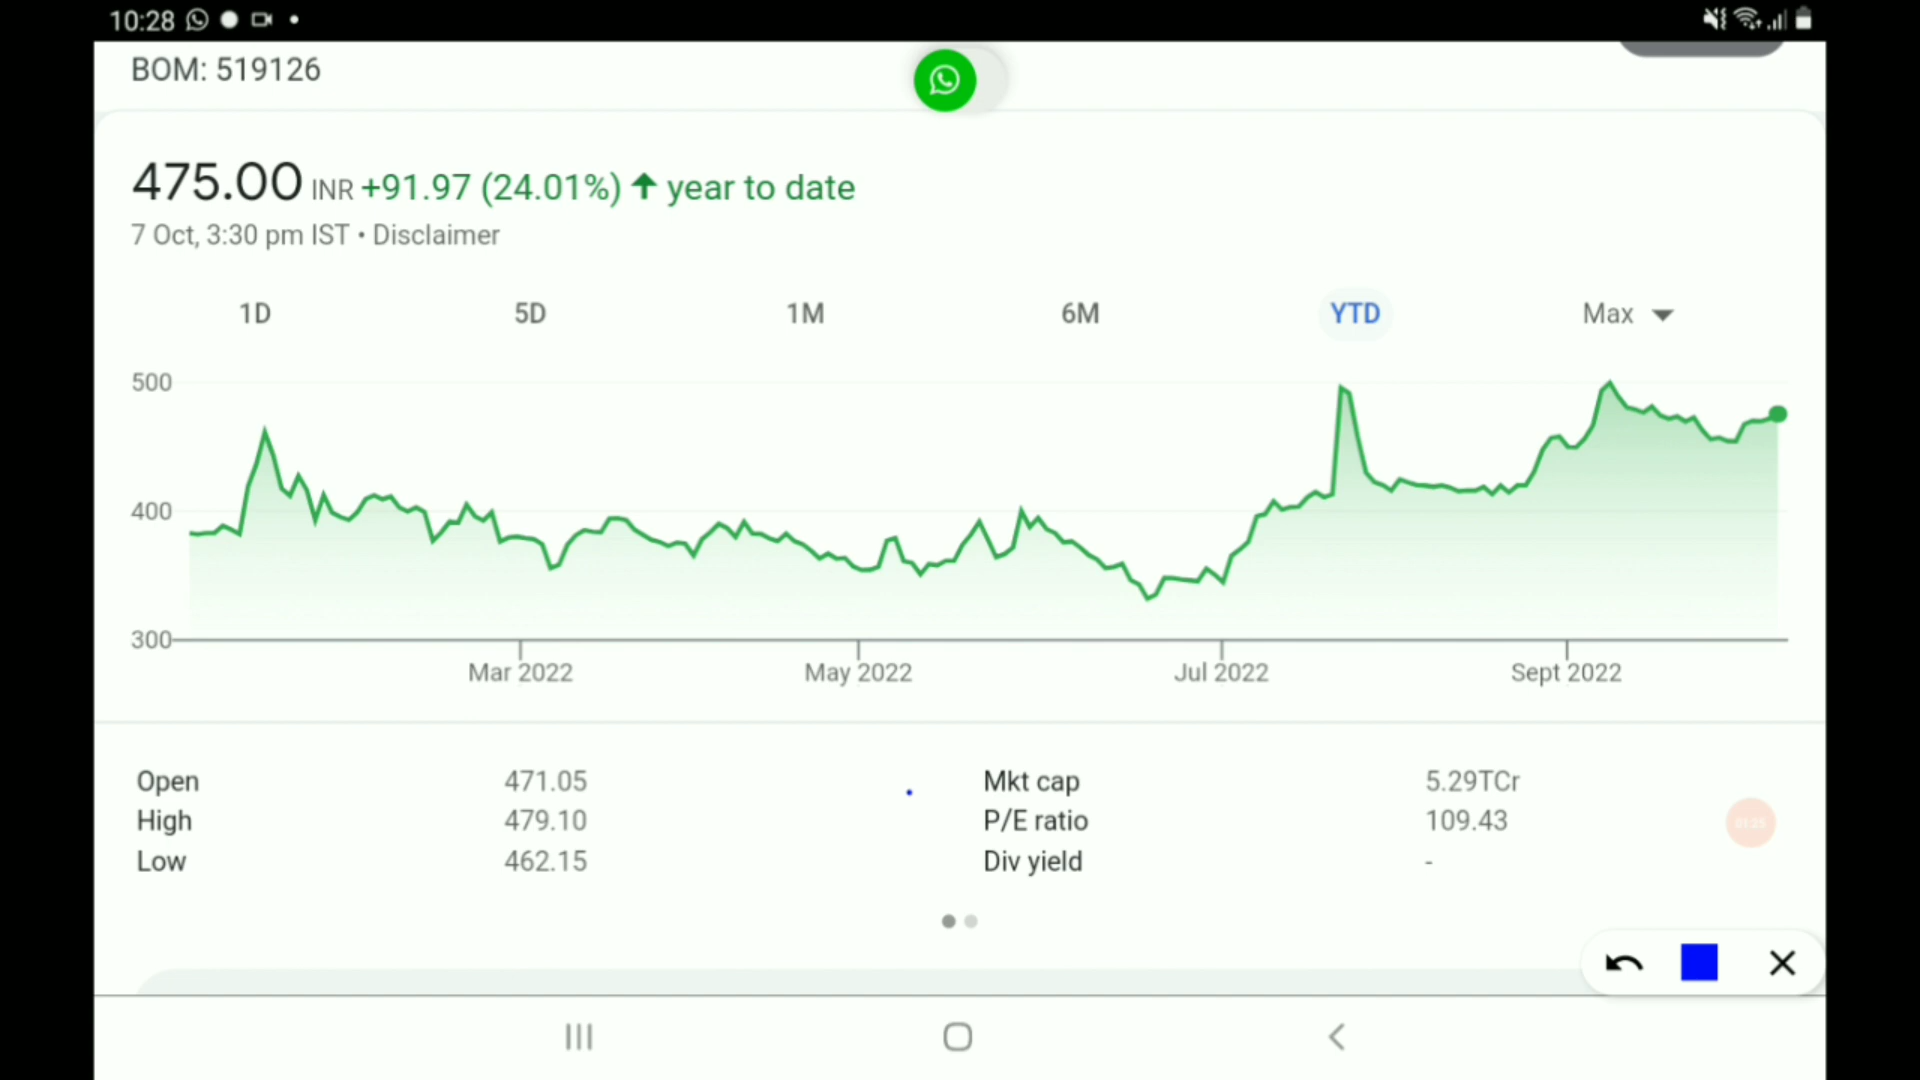 10:28
BOM: 519126
475.00 INR +91.97 (24.01%) ↑ year to date
7 Oct, 3:30 pm IST • Disclaimer
1D 5D 1M 6M YTD Max
500
400
300
Mar 2022 May 2022 Jul 2022 Sept 2022
Open 471.05 Mkt cap 5.29TCr
High 479.10 P/E ratio 109.43
Low 462.15 Div yield -